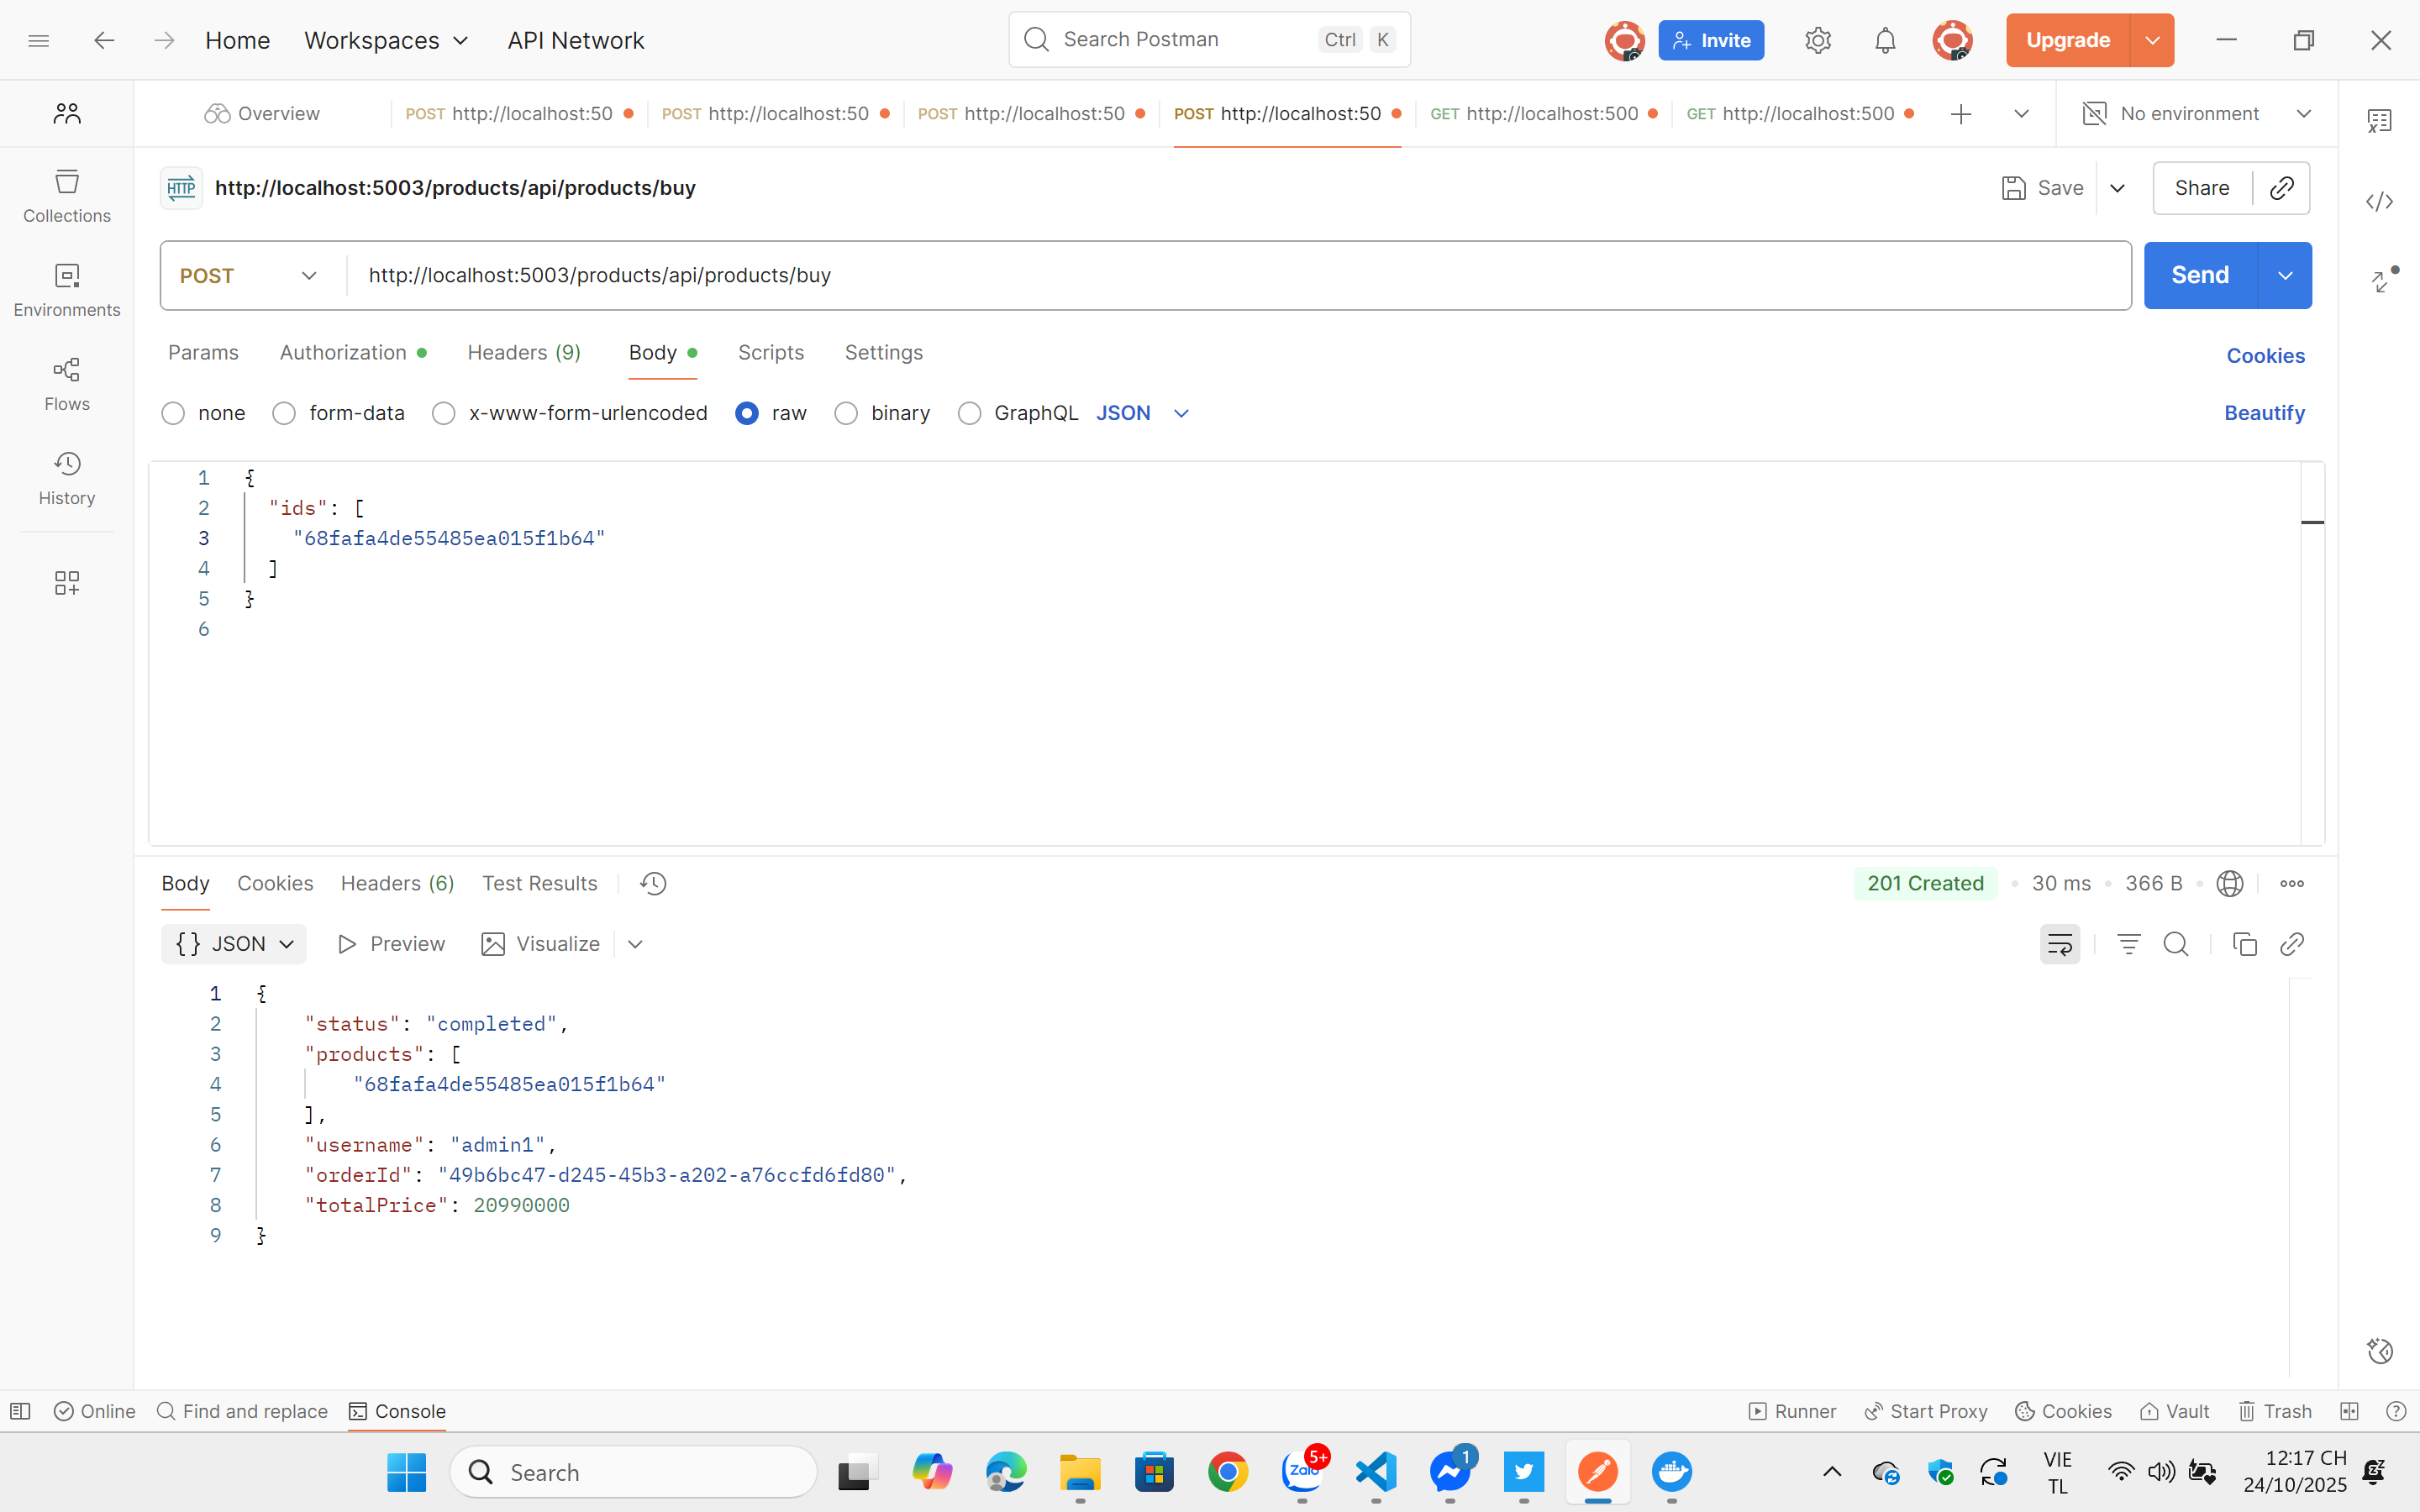 Home Workspaces API Network Search Postman Ctrl K Invite Upgrade
Overview POST http://localhost:50 POST http://localhost:50 POST http://localhost:50 POST http://localhost:50 GET http://localhost:500 GET http://localhost:500 No environment
HTTP http://localhost:5003/products/api/products/buy Save Share
Collections
POST http://localhost:5003/products/api/products/buy Send
Environments
Params Authorization Headers (9) Body Scripts Settings Cookies
Flows
none form-data x-www-form-urlencoded raw binary GraphQL JSON Beautify
History
1 {
2 "ids": [
3 "68fafa4de55485ea015f1b64"
4 ]
5 }
6
Body Cookies Headers (6) Test Results 201 Created 30 ms 366 B
{} JSON Preview Visualize
1 {
2 "status": "completed",
3 "products": [
4 "68fafa4de55485ea015f1b64"
5 ],
6 "username": "admin1",
7 "orderId": "49b6bc47-d245-45b3-a202-a76ccfd6fd80",
8 "totalPrice": 20990000
9 }
Online Find and replace Console Runner Start Proxy Cookies Vault Trash
Search Zalo 5+ 1 VIE 12:17 CH
TL 24/10/2025